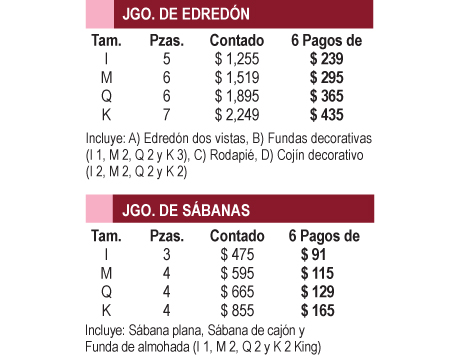 JGO. DE EDREDÓN
Tam. Pzas. Contado 6 Pagos de
I 5 $ 1,255 $ 239
M 6 $ 1,519 $ 295
Q 6 $ 1,895 $ 365
K 7 $ 2,249 $ 435
Incluye: A) Edredón dos vistas, B) Fundas decorativas
(I 1, M 2, Q 2 y K 3), C) Rodapié, D) Cojín decorativo
(I 2, M 2, Q 2 y K 2)
JGO. DE SÁBANAS
Tam. Pzas. Contado 6 Pagos de
I 3 $ 475 $ 91
M 4 $ 595 $ 115
Q 4 $ 665 $ 129
K 4 $ 855 $ 165
Incluye: Sábana plana, Sábana de cajón y
Funda de almohada (I 1, M 2, Q 2 y K 2 King)